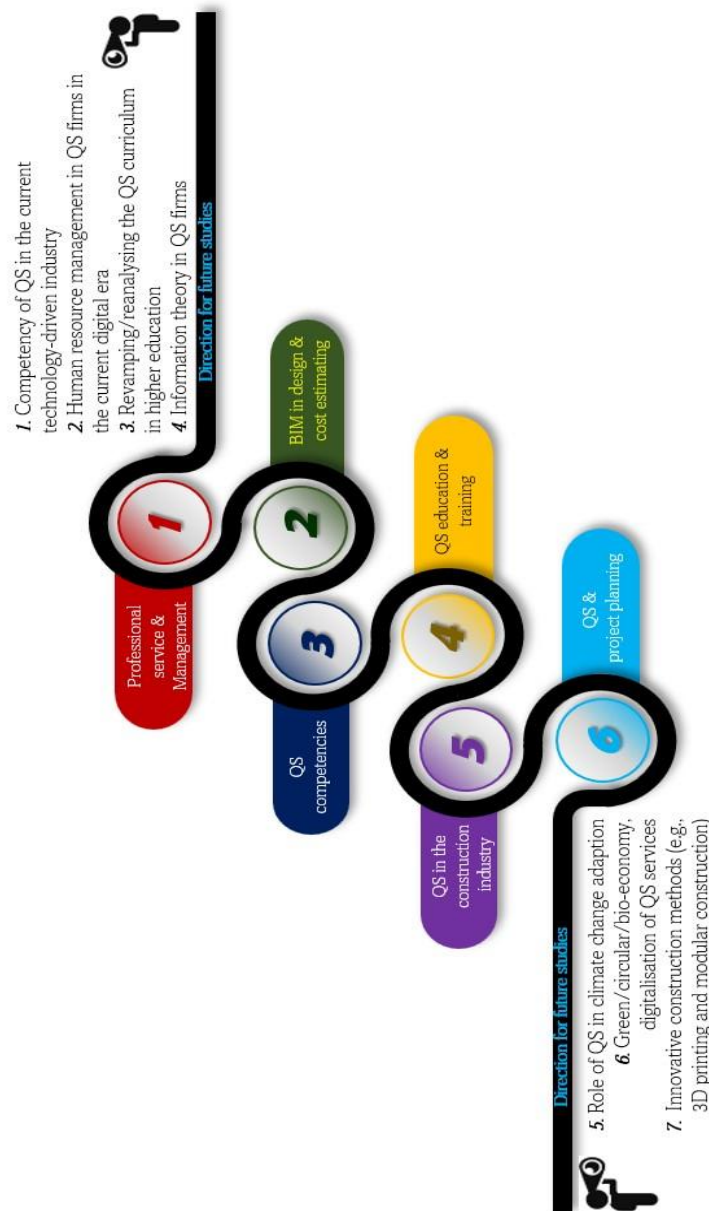 1. Competency of QS in the current
technology-driven industry
2. Human resource management in QS firms in
the current digital era
3. Revamping/reanalysing the QS curriculum
in higher education
4. Information theory in QS firms
Direction for future studies
Professional
service &
Management
1
2
BIM in design &
cost estimating
QS
competencies
3
4
QS education &
training
QS in the
construction
industry
5
6
QS &
project planning
Direction for future studies
5. Role of QS in climate change adaption
6. Green/circular/bio-economy,
digitalisation of QS services
7. Innovative construction methods (e.g.,
3D printing and modular construction)